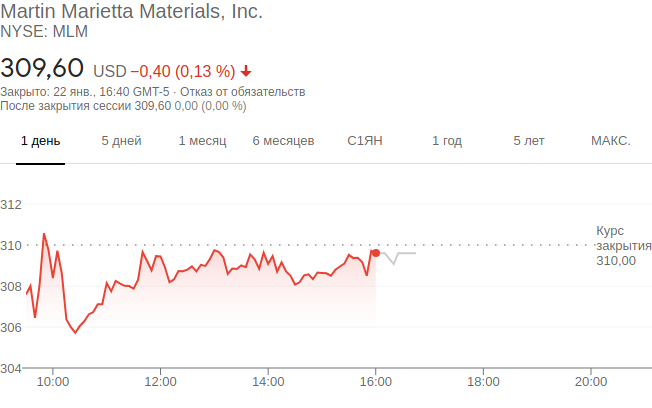 Martin Marietta Materials, Inc.
NYSE: MLM
309,60 USD −0,40 (0,13 %)
Закрыто: 22 янв., 16:40 GMT-5 · Отказ от обязательств
После закрытия сессии 309,60 0,00 (0,00 %)
1 день 5 дней 1 месяц 6 месяцев С1ЯН 1 год 5 лет МАКС.
312
310
308
306
304
Курс
закрытия
310,00
10:00 12:00 14:00 16:00 18:00 20:00